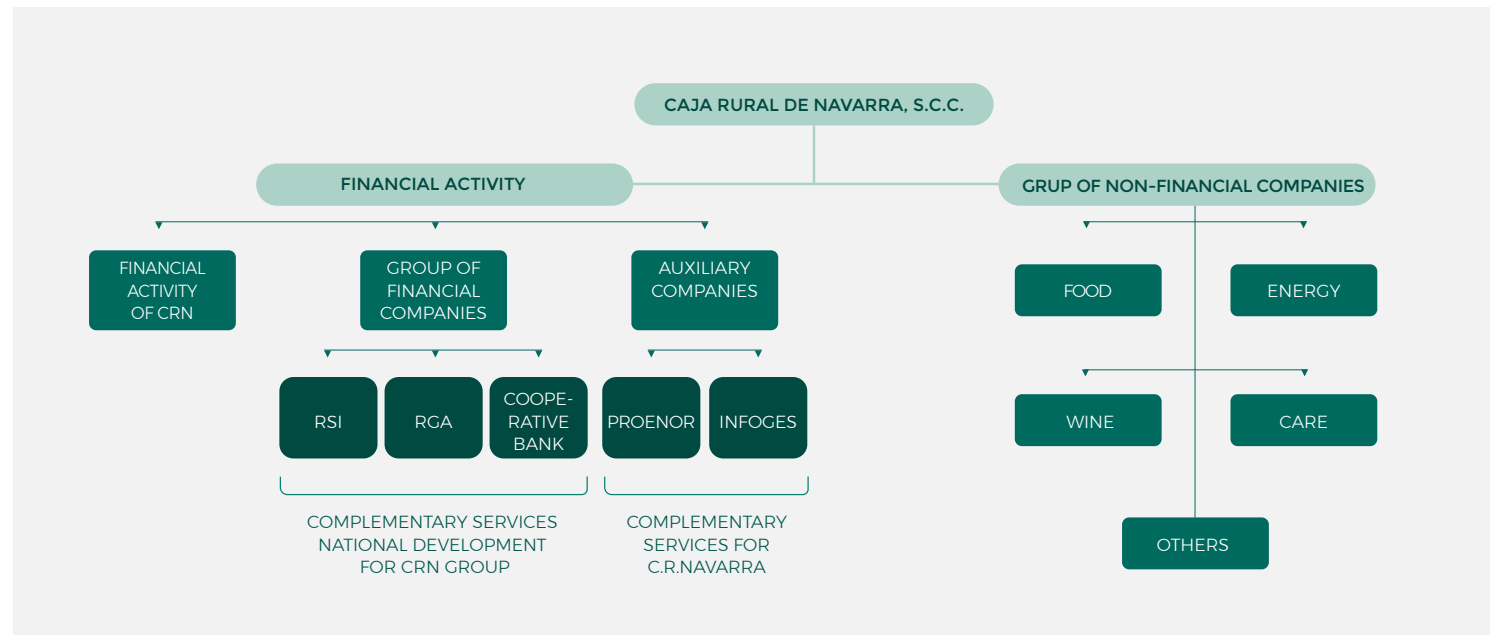 CAJA RURAL DE NAVARRA, S.C.C.
FINANCIAL ACTIVITY
GRUP OF NON-FINANCIAL COMPANIES
FINANCIAL
ACTIVITY
OF CRN
GROUP OF
FINANCIAL
COMPANIES
AUXILIARY
COMPANIES
FOOD
ENERGY
RSI
RGA
COOPE-
RATIVE
BANK
PROENOR
INFOGES
WINE
CARE
COMPLEMENTARY SERVICES
NATIONAL DEVELOPMENT
FOR CRN GROUP
COMPLEMENTARY
SERVICES FOR
C.R.NAVARRA
OTHERS